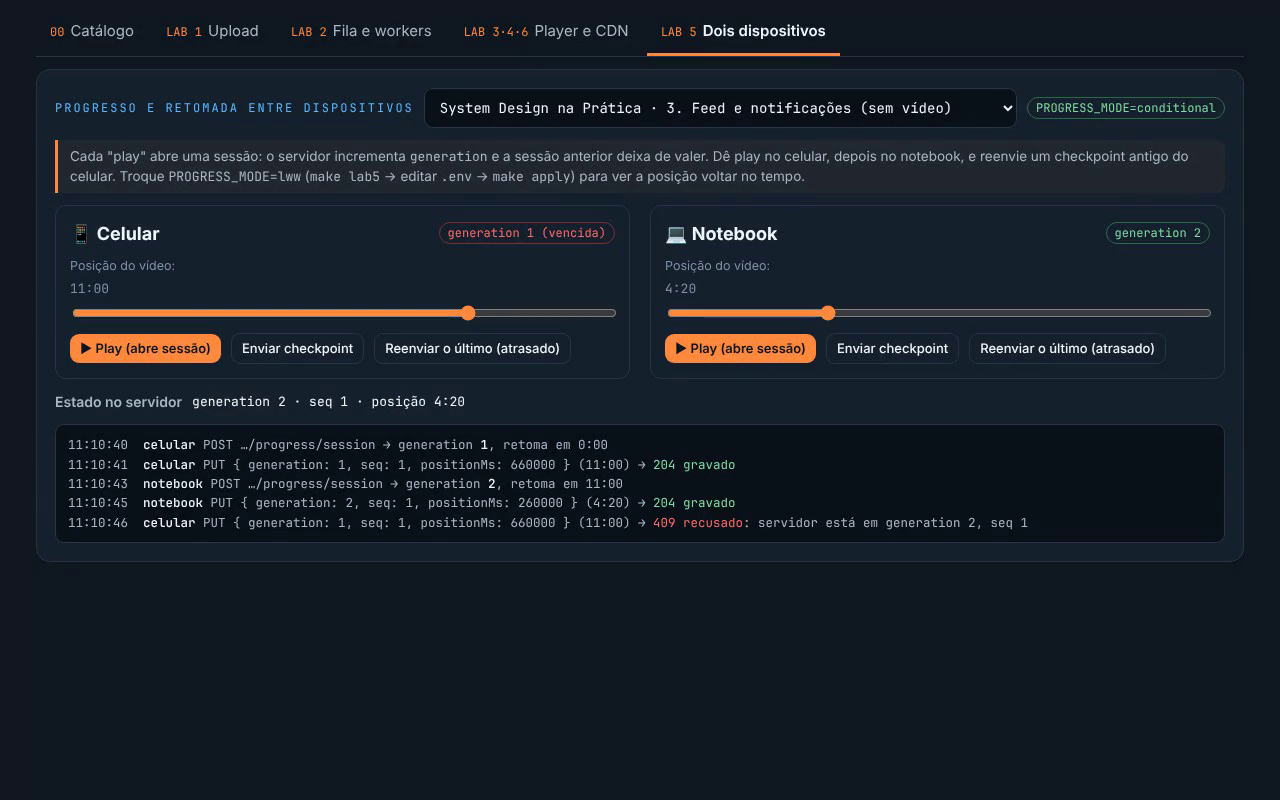 00 Catálogo LAB 1 Upload LAB 2 Fila e workers LAB 3·4·6 Player e CDN LAB 5 Dois dispositivos
PROGRESSO E RETOMADA ENTRE DISPOSITIVOS System Design na Prática · 3. Feed e notificações (sem vídeo) PROGRESS_MODE=conditional
Cada "play" abre uma sessão: o servidor incrementa generation e a sessão anterior deixa de valer. Dê play no celular, depois no notebook, e reenvie um checkpoint antigo do
celular. Troque PROGRESS_MODE=lww (make lab5 → editar .env → make apply) para ver a posição voltar no tempo.
Celular generation 1 (vencida)
Posição do vídeo:
11:00
▶ Play (abre sessão) Enviar checkpoint Reenviar o último (atrasado)
Notebook generation 2
Posição do vídeo:
4:20
▶ Play (abre sessão) Enviar checkpoint Reenviar o último (atrasado)
Estado no servidor generation 2 · seq 1 · posição 4:20
11:10:40 celular POST …/progress/session → generation 1, retoma em 0:00
11:10:41 celular PUT { generation: 1, seq: 1, positionMs: 660000 } (11:00) → 204 gravado
11:10:43 notebook POST …/progress/session → generation 2, retoma em 11:00
11:10:45 notebook PUT { generation: 2, seq: 1, positionMs: 260000 } (4:20) → 204 gravado
11:10:46 celular PUT { generation: 1, seq: 1, positionMs: 660000 } (11:00) → 409 recusado: servidor está em generation 2, seq 1